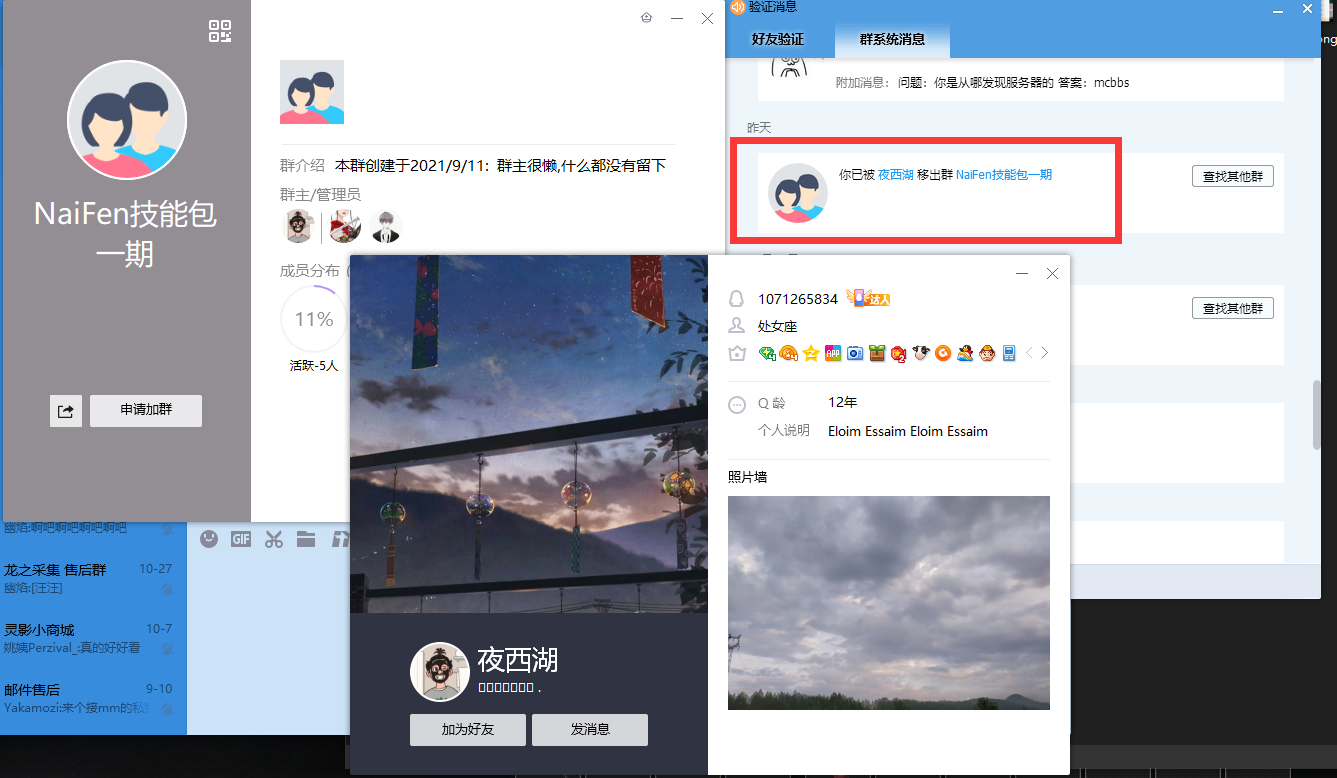 NaiFen技能包
一期
申请加群
群介绍 本群创建于2021/9/11: 群主很懒,什么都没有留下
群主/管理员
成员分布
11%
活跃-5人
验证消息
好友验证 群系统消息
附加消息: 问题: 你是从哪发现服务器的 答案: mcbbs
昨天
你已被 夜西湖 移出群 NaiFen技能包一期
查找其他群
查找其他群
幽焰:啊吧啊吧啊吧啊吧
龙之采集 售后群 10-27
幽焰:[汪汪]
灵影小商城 10-7
姚姨Perzival_:真的好好看
邮件售后 9-10
Yakamozi:来个接mm的私
GIF
夜西湖
加为好友 发消息
1071265834 达人
处女座
APP
2
Q 龄 12年
个人说明 Eloim Essaim Eloim Essaim
照片墙
ong